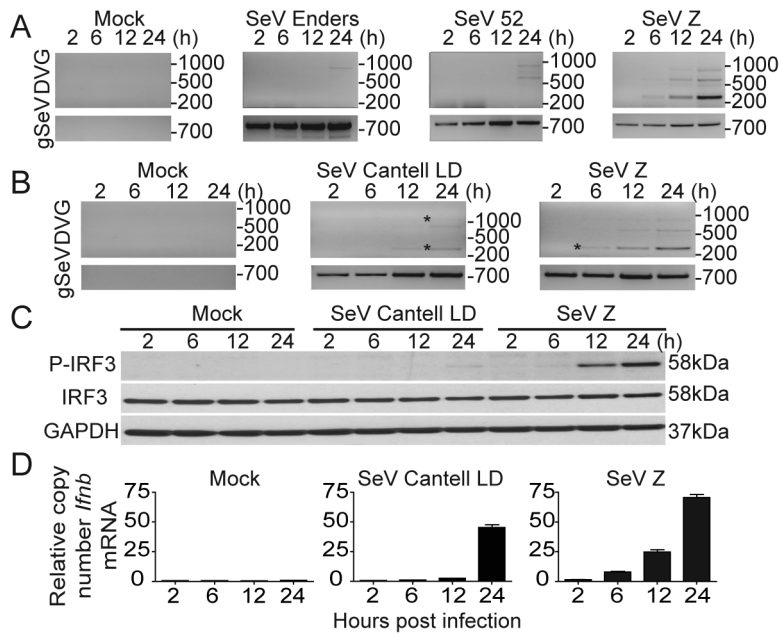 A
Mock
SeV Enders
SeV 52
SeV Z
2 6 12 24 (h)
2 6 12 24 (h)
2 6 12 24 (h)
2 6 12 24 (h)
gSeV DVG
-1000
-500
-200
-700
-1000
-500
-200
-700
-1000
-500
-200
-700
-1000
-500
-200
-700
B
Mock
SeV Cantell LD
SeV Z
2 6 12 24 (h)
2 6 12 24 (h)
2 6 12 24 (h)
gSeVDVG
-1000
-500
-200
-700
*
*
-1000
-500
-200
-700
*
-1000
-500
-200
-700
C
Mock
SeV Cantell LD
SeV Z
2 6 12 24 2 6 12 24 2 6 12 24 (h)
P-IRF3 58kDa
IRF3 58kDa
GAPDH 37kDa
D
Mock
SeV Cantell LD
SeV Z
Relative copy
number Ifnb
mRNA
75
50
25
0
2 6 12 24
75
50
25
0
2 6 12 24
75
50
25
0
2 6 12 24
Hours post infection